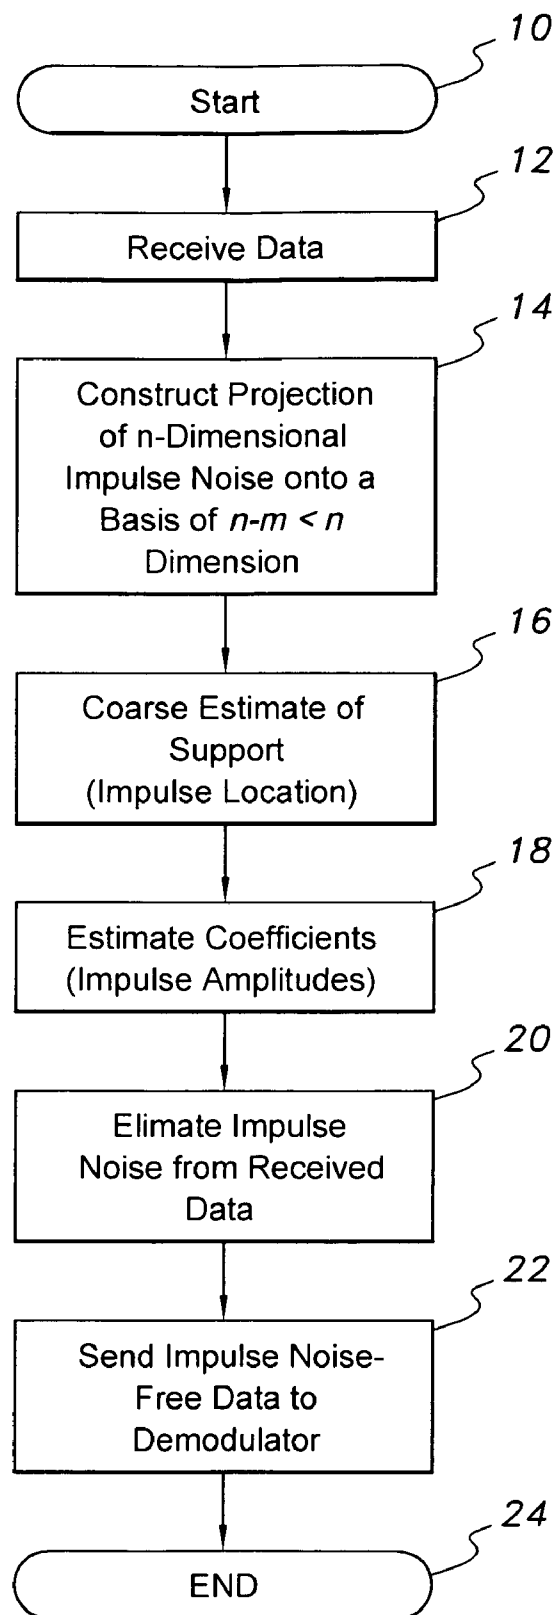 10
Start
12
Receive Data
14
Construct Projection
of n-Dimensional
Impulse Noise onto a
Basis of n-m < n
Dimension
16
Coarse Estimate of
Support
(Impulse Location)
18
Estimate Coefficients
(Impulse Amplitudes)
20
Elimate Impulse
Noise from Received
Data
22
Send Impulse Noise-
Free Data to
Demodulator
24
END